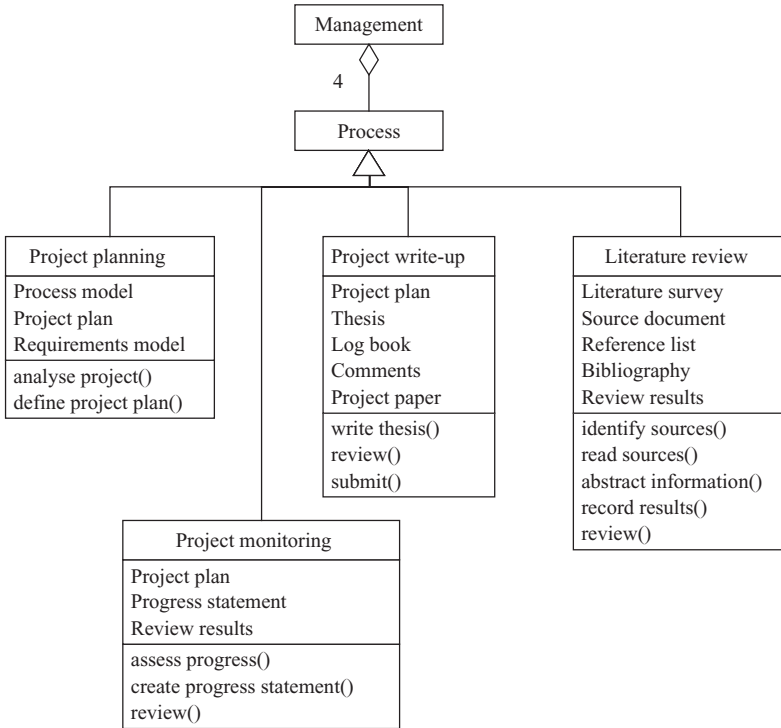 Management
4
Process
Project planning
Process model
Project plan
Requirements model
analyse project()
define project plan()
Project write-up
Project plan
Thesis
Log book
Comments
Project paper
write thesis()
review()
submit()
Literature review
Literature survey
Source document
Reference list
Bibliography
Review results
identify sources()
read sources()
abstract information()
record results()
review()
Project monitoring
Project plan
Progress statement
Review results
assess progress()
create progress statement()
review()